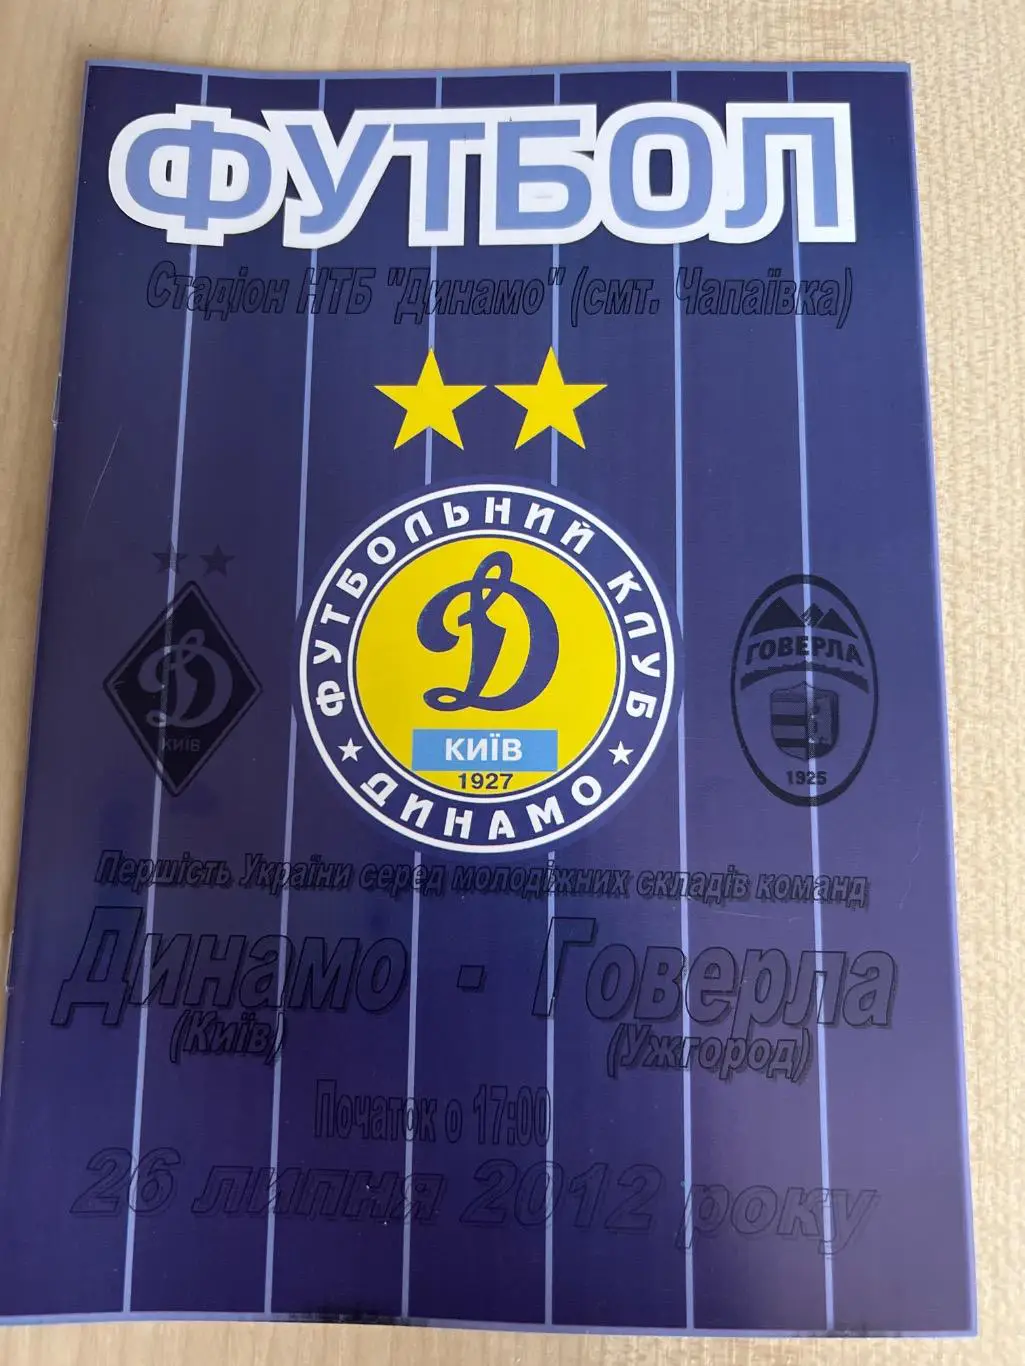 ФУТБОЛ
Стадіон НТБ "Динамо" (смт. Чапаївка)
ФУТБОЛЬНИЙ КЛУБ
Д
КИЇВ
1927
ДИНАМО
Д
КИЇВ
ГОВЕРЛА
1925
Першість України серед молодіжних складів команд
Динамо - Говерла
(Київ) (Ужгород)
Початок о 17:00
26 липня 2012 року